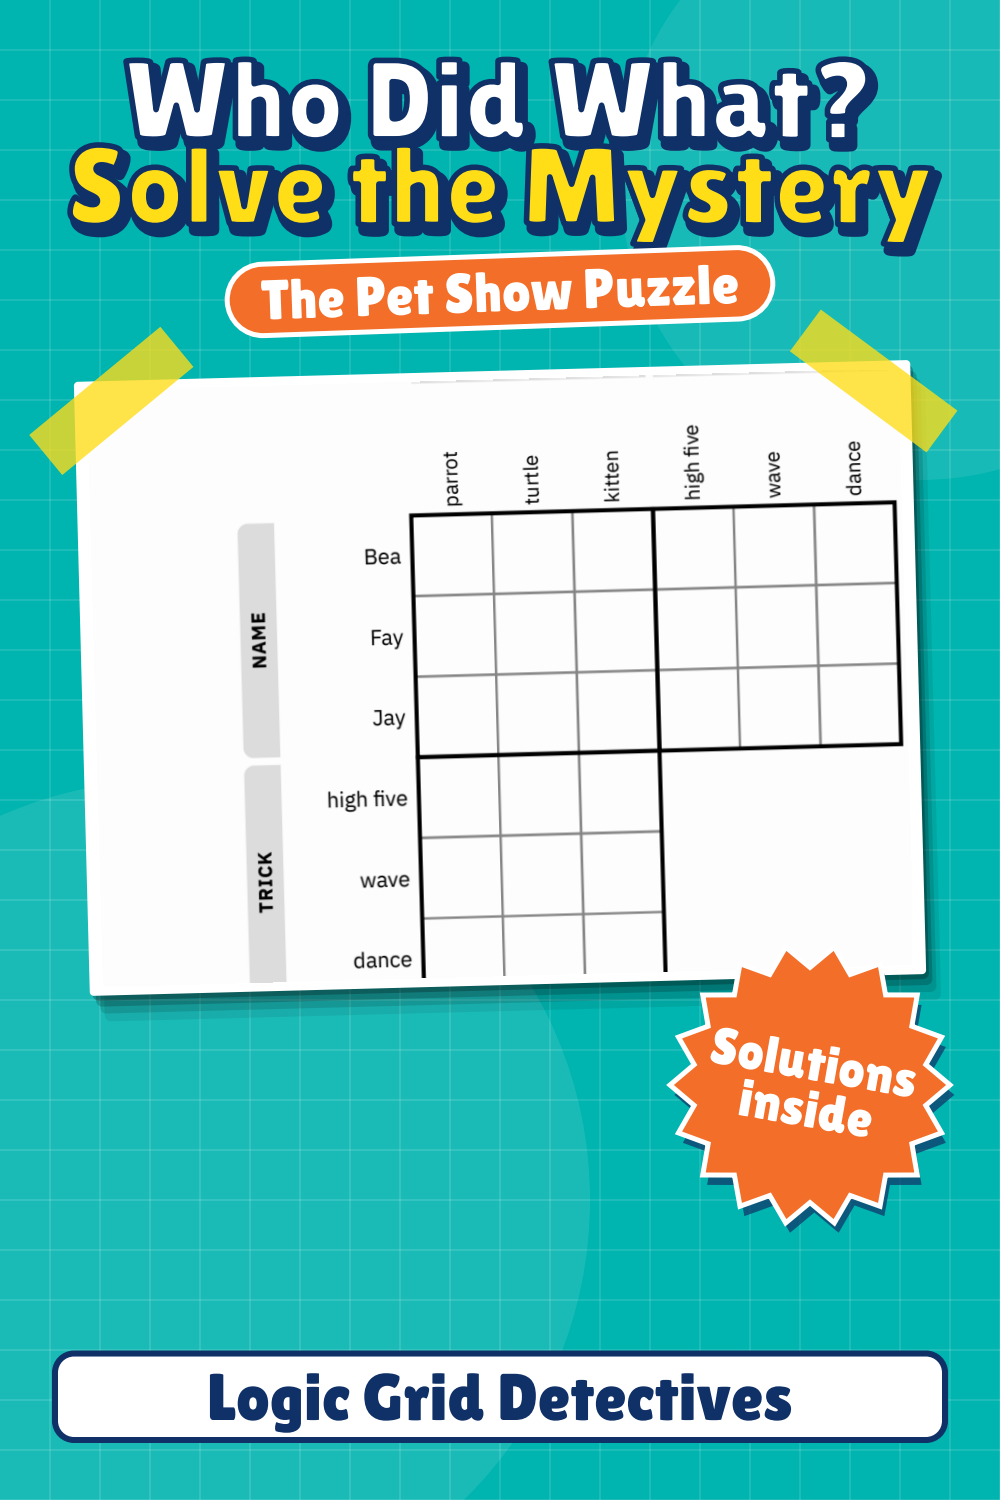 Who Did What?
Solve the Mystery
The Pet Show Puzzle
parrot
turtle
kitten
high five
wave
dance
NAME
Bea
Fay
Jay
TRICK
high five
wave
dance
Solutions
inside
Logic Grid Detectives